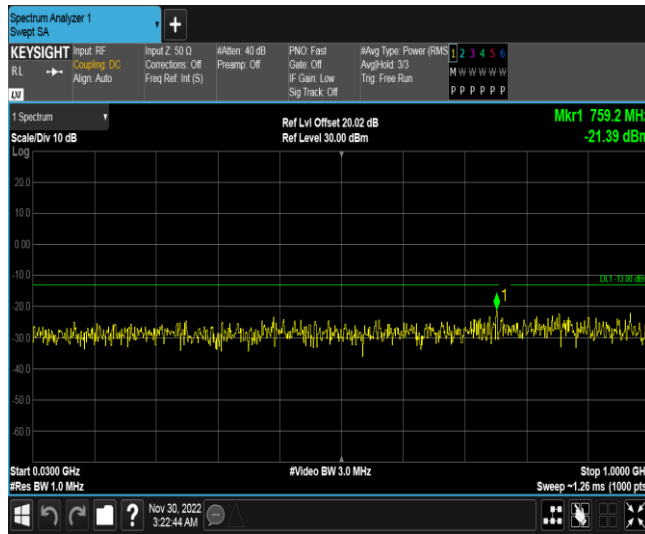 Spectrum Analyzer 1
Swept SA
+
KEYSIGHT Input: RF Input Z: 50 Ω #Atten: 40 dB PNO: Fast #Avg Type: Power (RMS 1 2 3 4 5 6
RL Coupling: DC Corrections: Off Preamp: Off Gate: Off Avg|Hold: 3/3 M W W W W W
Align: Auto Freq Ref: Int (S) IF Gain: Low Trig: Free Run
LXI Sig Track: Off P P P P P P
1 Spectrum Ref Lvl Offset 20.02 dB Mkr1 759.2 MHz
Scale/Div 10 dB Ref Level 30.00 dBm -21.39 dBm
Log
20.0
10.0
0.00
-10.0
DL1 -13.00 dBm
1
-20.0
-30.0
-40.0
-50.0
-60.0
Start 0.0300 GHz #Video BW 3.0 MHz Stop 1.0000 GHz
#Res BW 1.0 MHz Sweep ~1.26 ms (1000 pts
? Nov 30, 2022
3:22:44 AM